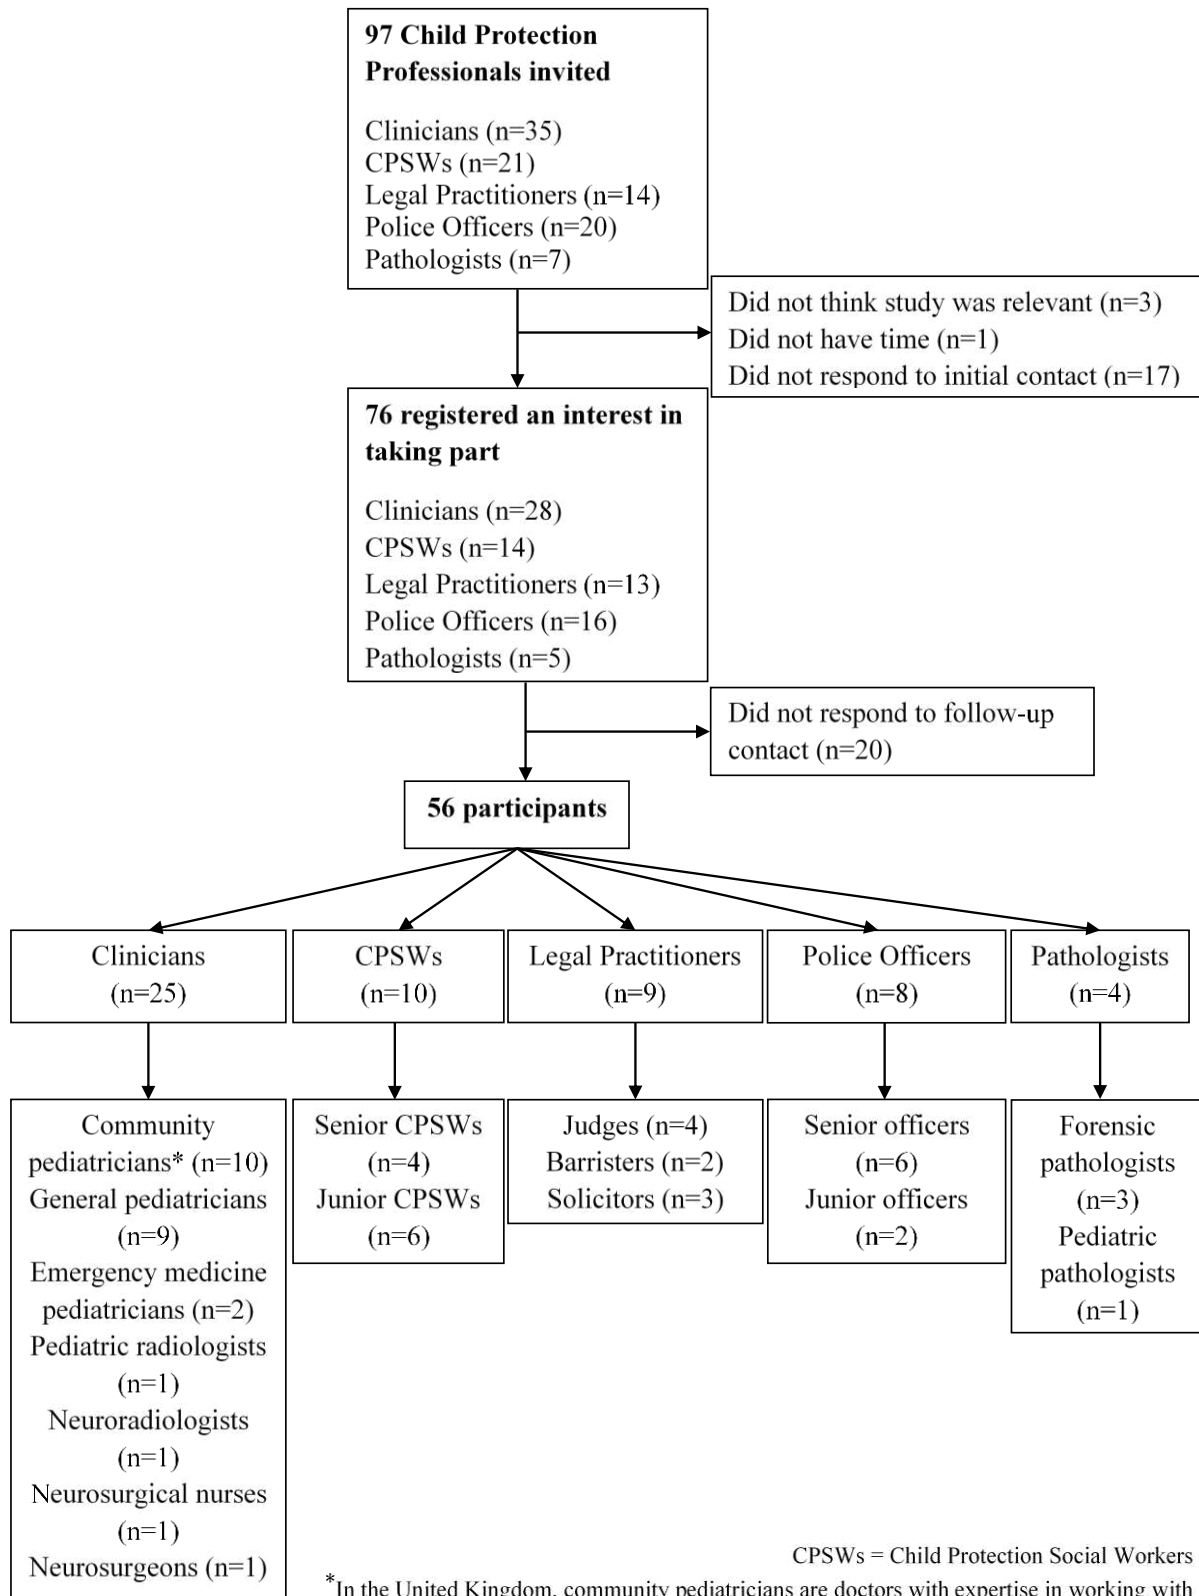 97 Child Protection
Professionals invited
Clinicians (n=35)
CPSWs (n=21)
Legal Practitioners (n=14)
Police Officers (n=20)
Pathologists (n=7)
Did not think study was relevant (n=3)
Did not have time (n=1)
Did not respond to initial contact (n=17)
76 registered an interest in
taking part
Clinicians (n=28)
CPSWs (n=14)
Legal Practitioners (n=13)
Police Officers (n=16)
Pathologists (n=5)
Did not respond to follow-up
contact (n=20)
56 participants
Clinicians
(n=25)
CPSWs
(n=10)
Legal Practitioners
(n=9)
Police Officers
(n=8)
Pathologists
(n=4)
Community
pediatricians* (n=10)
General pediatricians
(n=9)
Emergency medicine
pediatricians (n=2)
Pediatric radiologists
(n=1)
Neuroradiologists
(n=1)
Neurosurgical nurses
(n=1)
Neurosurgeons (n=1)
Senior CPSWs
(n=4)
Junior CPSWs
(n=6)
Judges (n=4)
Barristers (n=2)
Solicitors (n=3)
Senior officers
(n=6)
Junior officers
(n=2)
Forensic
pathologists
(n=3)
Pediatric
pathologists
(n=1)
CPSWs = Child Protection Social Workers
*In the United Kingdom, community pediatricians are doctors with expertise in working with